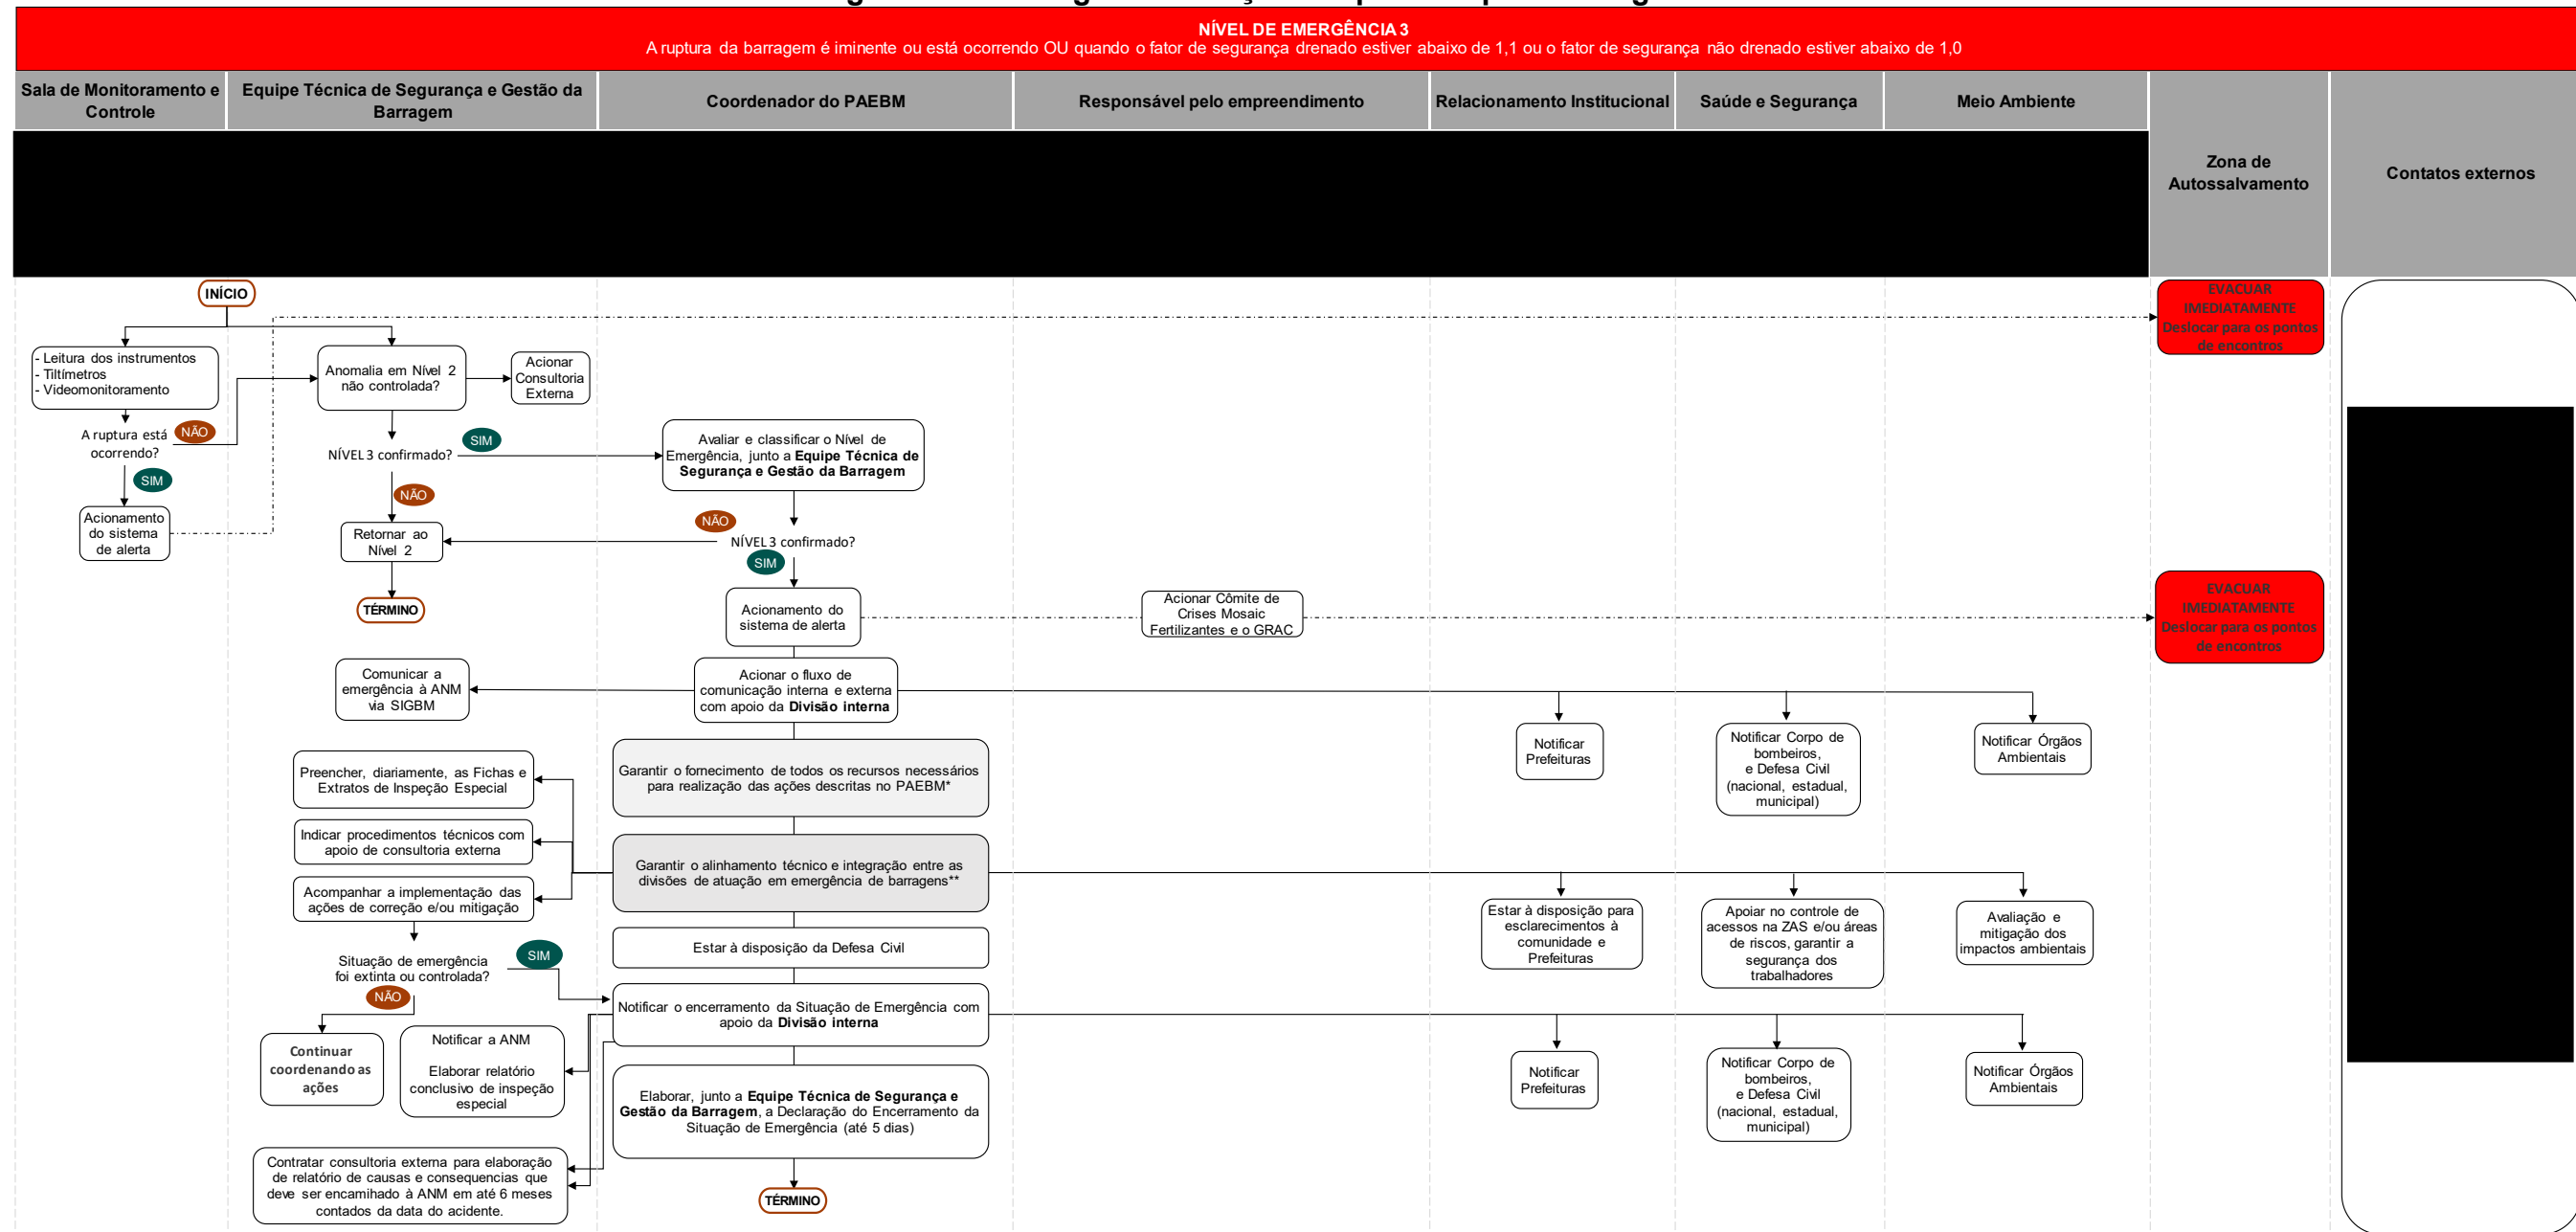 NÍVEL DE EMERGÊNCIA 3
A ruptura da barragem é iminente ou está ocorrendo OU quando o fator de segurança drenado estiver abaixo de 1,1 ou o fator de segurança não drenado estiver abaixo de 1,0
Sala de Monitoramento e
Controle
Equipe Técnica de Segurança e Gestão da
Barragem
Coordenador do PAEBM
Responsável pelo empreendimento
Relacionamento Institucional
Saúde e Segurança
Meio Ambiente
Zona de
Autossalvamento
Contatos externos
INÍCIO
EVACUAR
IMEDIATAMENTE
Deslocar para os pontos
de encontros
- Leitura dos instrumentos
- Tiltímetros
- Videomonitoramento
Anomalia em Nível 2
não controlada?
Acionar
Consultoria
Externa
A ruptura está
ocorrendo?
NÃO
SIM
NÍVEL 3 confirmado?
SIM
Avaliar e classificar o Nível de
Emergência, junto a Equipe Técnica de
Segurança e Gestão da Barragem
NÃO
Acionamento
do sistema
de alerta
Retornar ao
Nível 2
NÃO
NÍVEL 3 confirmado?
SIM
TÉRMINO
Acionamento do
sistema de alerta
Acionar Cômite de
Crises Mosaic
Fertilizantes e o GRAC
EVACUAR
IMEDIATAMENTE
Deslocar para os pontos
de encontros
Comunicar a
emergência à ANM
via SIGBM
Acionar o fluxo de
comunicação interna e externa
com apoio da Divisão interna
Notificar
Prefeituras
Notificar Corpo de
bombeiros,
e Defesa Civil
(nacional, estadual,
municipal)
Notificar Órgãos
Ambientais
Preencher, diariamente, as Fichas e
Extratos de Inspeção Especial
Garantir o fornecimento de todos os recursos necessários
para realização das ações descritas no PAEBM*
Indicar procedimentos técnicos com
apoio de consultoria externa
Garantir o alinhamento técnico e integração entre as
divisões de atuação em emergência de barragens**
Acompanhar a implementação das
ações de correção e/ou mitigação
Estar à disposição para
esclarecimentos à
comunidade e
Prefeituras
Apoiar no controle de
acessos na ZAS e/ou áreas
de riscos, garantir a
segurança dos
trabalhadores
Avaliação e
mitigação dos
impactos ambientais
Estar à disposição da Defesa Civil
Situação de emergência
foi extinta ou controlada?
SIM
NÃO
Notificar o encerramento da Situação de Emergência com
apoio da Divisão interna
Continuar
coordenando as
ações
Notificar a ANM
Elaborar relatório
conclusivo de inspeção
especial
Notificar
Prefeituras
Notificar Corpo de
bombeiros,
e Defesa Civil
(nacional, estadual,
municipal)
Notificar Órgãos
Ambientais
Elaborar, junto a Equipe Técnica de Segurança e
Gestão da Barragem, a Declaração do Encerramento da
Situação de Emergência (até 5 dias)
Contratar consultoria externa para elaboração
de relatório de causas e consequencias que
deve ser encamihado à ANM em até 6 meses
contados da data do acidente.
TÉRMINO